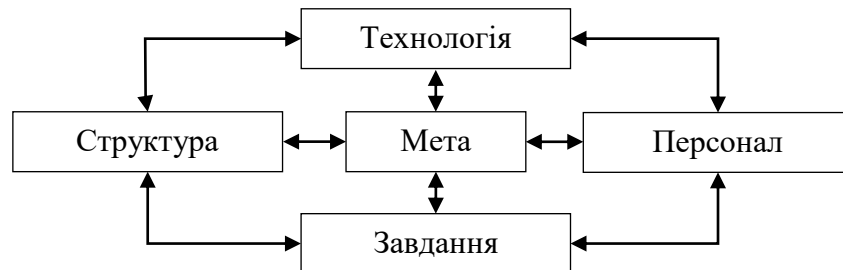 Технологія
Структура
Мета
Персонал
Завдання